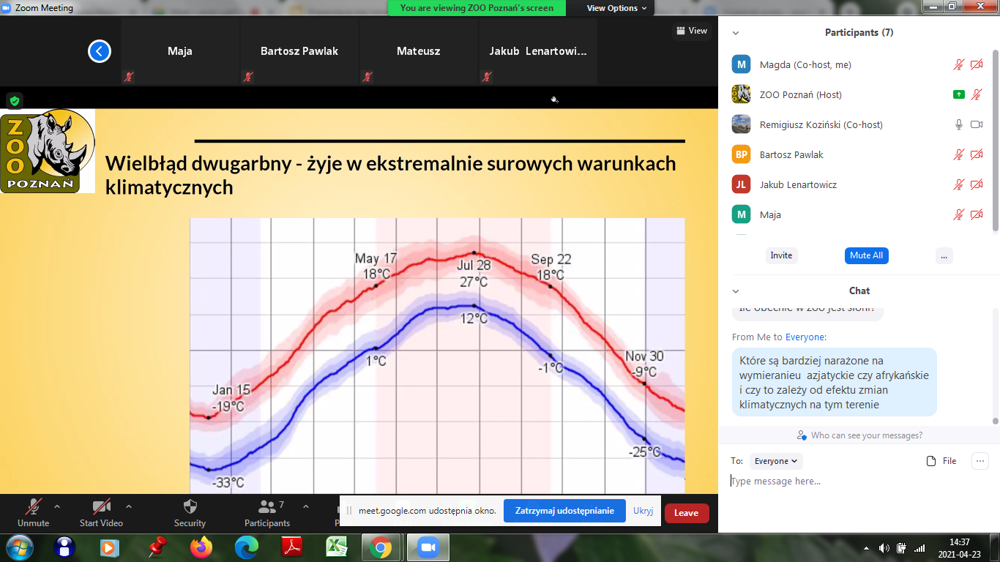 Zoom Meeting
You are viewing ZOO Poznań's screen
View Options
Maja
Bartosz Pawlak
Mateusz
Jakub Lenartowi...
View
ZOO
POZNAŃ
Wielbłąd dwugarbny - żyje w ekstremalnie surowych warunkach
klimatycznych
May 17
18°C
Jul 28
27°C
Sep 22
18°C
12°C
1°C
-1°C
Nov 30
-9°C
Jan 15
-19°C
-25°C
-33°C
Participants (7)
M
Magda (Co-host, me)
ZOO Poznań (Host)
Remigiusz Koziński (Co-host)
BP
Bartosz Pawlak
JL
Jakub Lenartowicz
M
Maja
Invite
Mute All
...
Chat
Ile obecnie w zoo jest słoni?
From Me to Everyone:
Które są bardziej narażone na
wymieranieu azjatyckie czy afrykańskie
i czy to zależy od efektu zmian
klimatycznych na tym terenie
Who can see your messages?
To:
Everyone
File
...
Type message here...
Unmute
Start Video
Security
7
Participants
meet.google.com udostępnia okno.
Zatrzymaj udostępnianie
Ukryj
Leave
14:37
2021-04-23